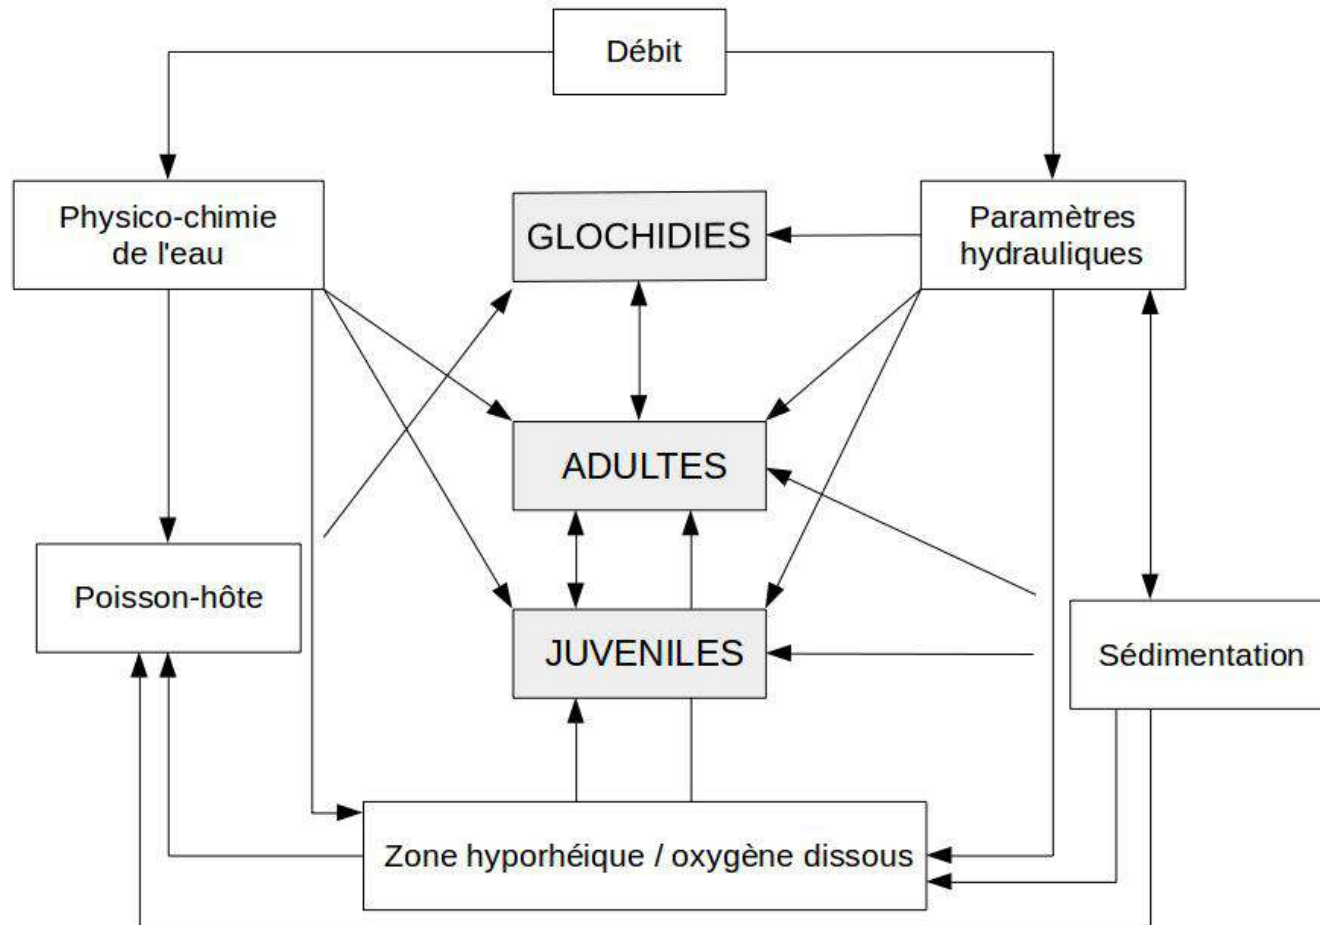 Débit
Physico-chimie
de l'eau
GLOCHIDIES
Paramètres
hydrauliques
ADULTES
Poisson-hôte
JUVENILES
Sédimentation
Zone hyporhéique / oxygène dissous